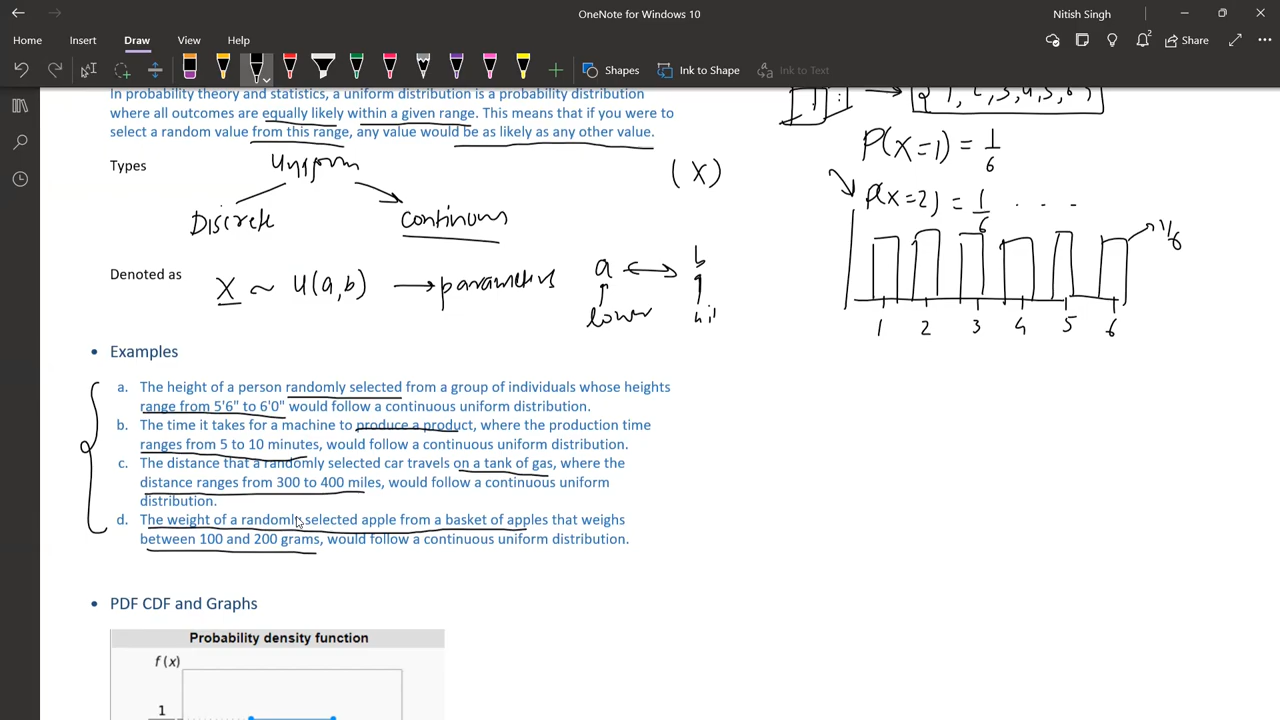 OneNote for Windows 10
Nitish Singh
Home Insert Draw View Help
Share
Shapes
Ink to Shape
Ink to Text
In probability theory and statistics, a uniform distribution is a probability distribution
where all outcomes are equally likely within a given range. This means that if you were to
select a random value from this range, any value would be as likely as any other value.
Types
Uniform
Discrete
Continous
(X)
Denoted as
X ~ U(a,b) → parameters
a ↔ b
lower
Examples
a. The height of a person randomly selected from a group of individuals whose heights
range from 5'6" to 6'0" would follow a continuous uniform distribution.
b. The time it takes for a machine to produce a product, where the production time
ranges from 5 to 10 minutes, would follow a continuous uniform distribution.
c. The distance that a randomly selected car travels on a tank of gas, where the
distance ranges from 300 to 400 miles, would follow a continuous uniform
distribution.
d. The weight of a randomly selected apple from a basket of apples that weighs
between 100 and 200 grams, would follow a continuous uniform distribution.
PDF CDF and Graphs
Probability density function
f(x)
1
P(X=1) = 1/6
P(X=2) = 1/6 . . . .
1/6
1 2 3 4 5 6